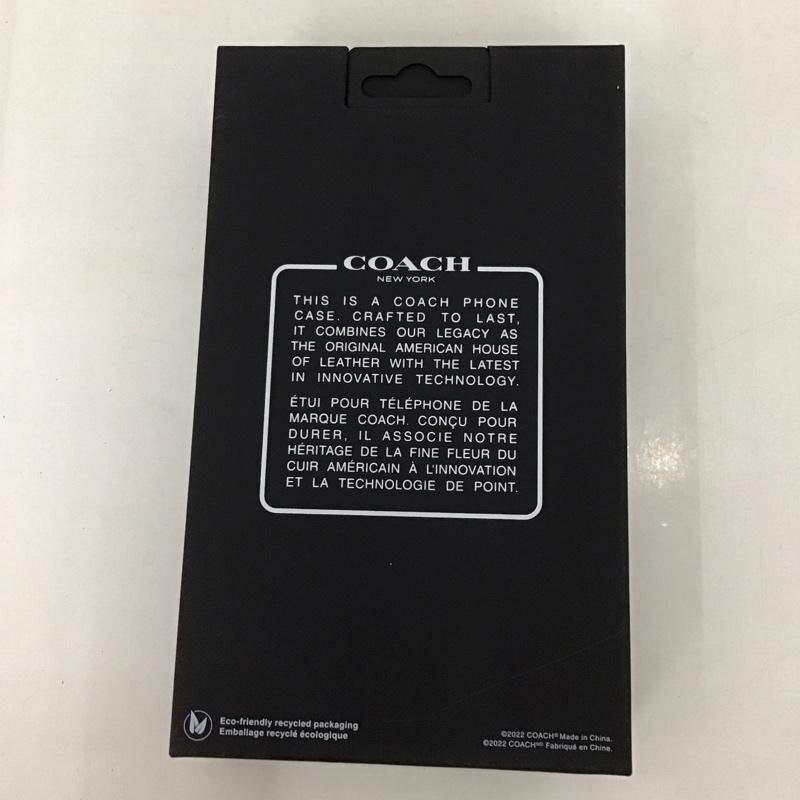 COACH
NEW YORK
THIS IS A COACH PHONE
CASE. CRAFTED TO LAST,
IT COMBINES OUR LEGACY AS
THE ORIGINAL AMERICAN HOUSE
OF LEATHER WITH THE LATEST
IN INNOVATIVE TECHNOLOGY.
ÉTUI POUR TÉLÉPHONE DE LA
MARQUE COACH. CONÇU POUR
DURER, IL ASSOCIE NOTRE
HÉRITAGE DE LA FINE FLEUR DU
CUIR AMÉRICAIN À L'INNOVATION
ET LA TECHNOLOGIE DE POINT.
Eco-friendly recycled packaging
Emballage recyclé écologique
©2022 COACH® Made in China.
©2022 COACHᴹᴰ Fabriqué en Chine.